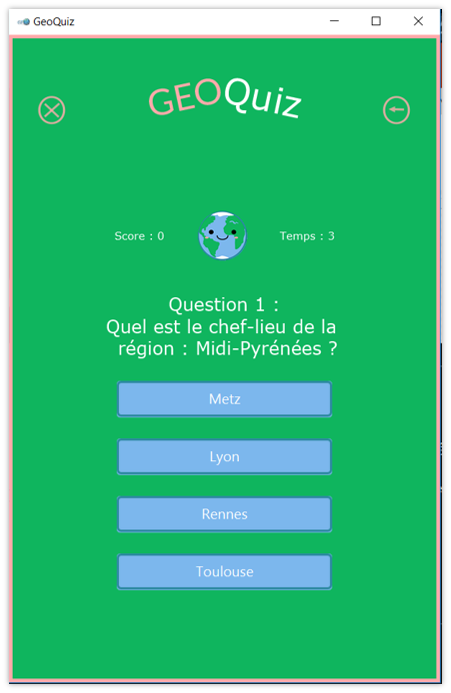 GeoQuiz
GEOQuiz
Score : 0
Temps : 3
Question 1 :
Quel est le chef-lieu de la
région : Midi-Pyrénées ?
Metz
Lyon
Rennes
Toulouse